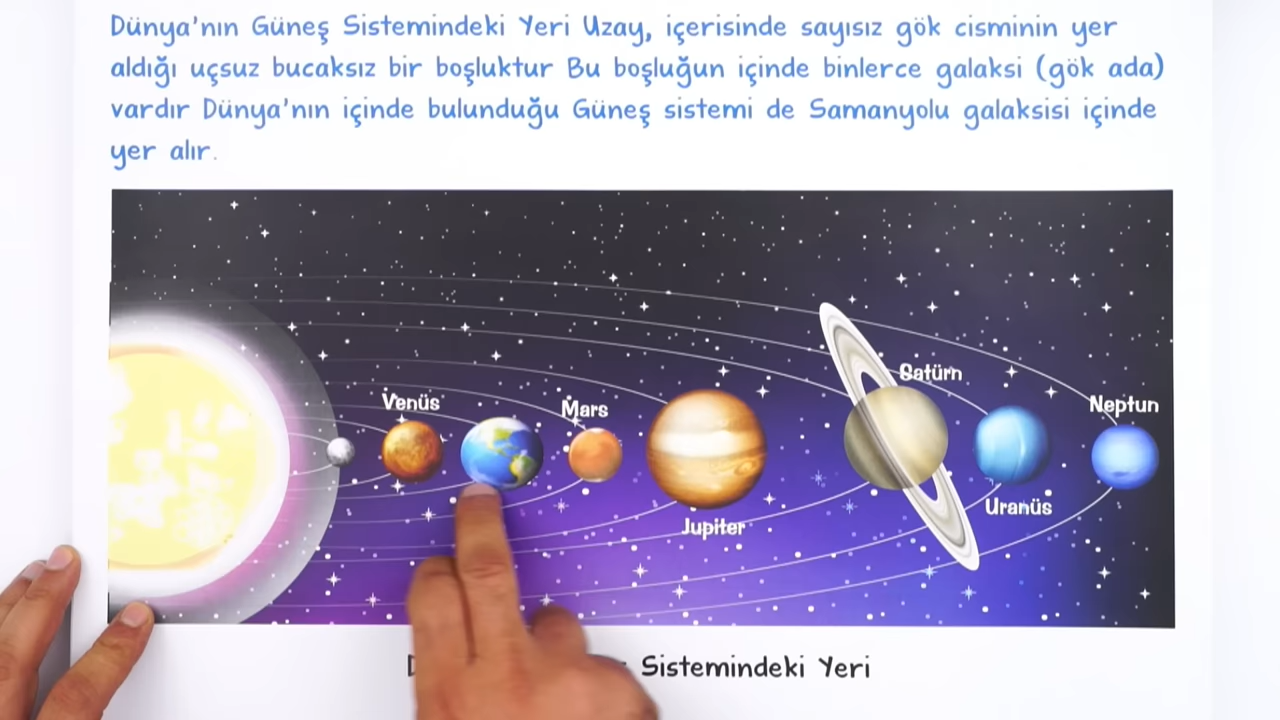 Dünya'nın Güneş Sistemindeki Yeri Uzay, içerisinde sayısız gök cisminin yer
aldığı uçsuz bucaksız bir boşluktur Bu boşluğun içinde binlerce galaksi (gök ada)
vardır Dünya'nın içinde bulunduğu Güneş sistemi de Samanyolu galaksisi içinde
yer alır.
Satürn
Venüs
Mars
Neptun
Uranüs
Jupiter
Sistemindeki Yeri